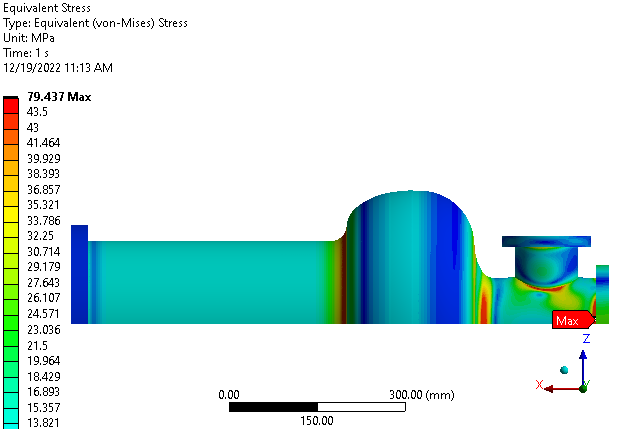 Equivalent Stress
Type: Equivalent (von-Mises) Stress
Unit: MPa
Time: 1 s
12/19/2022 11:13 AM
79.437 Max
43.5
43
41.464
39.929
38.393
36.857
35.321
33.786
32.25
30.714
29.179
27.643
26.107
24.571
23.036
21.5
19.964
18.429
16.893
15.357
13.821
Max
Z
X
Y
0.00
300.00 (mm)
150.00